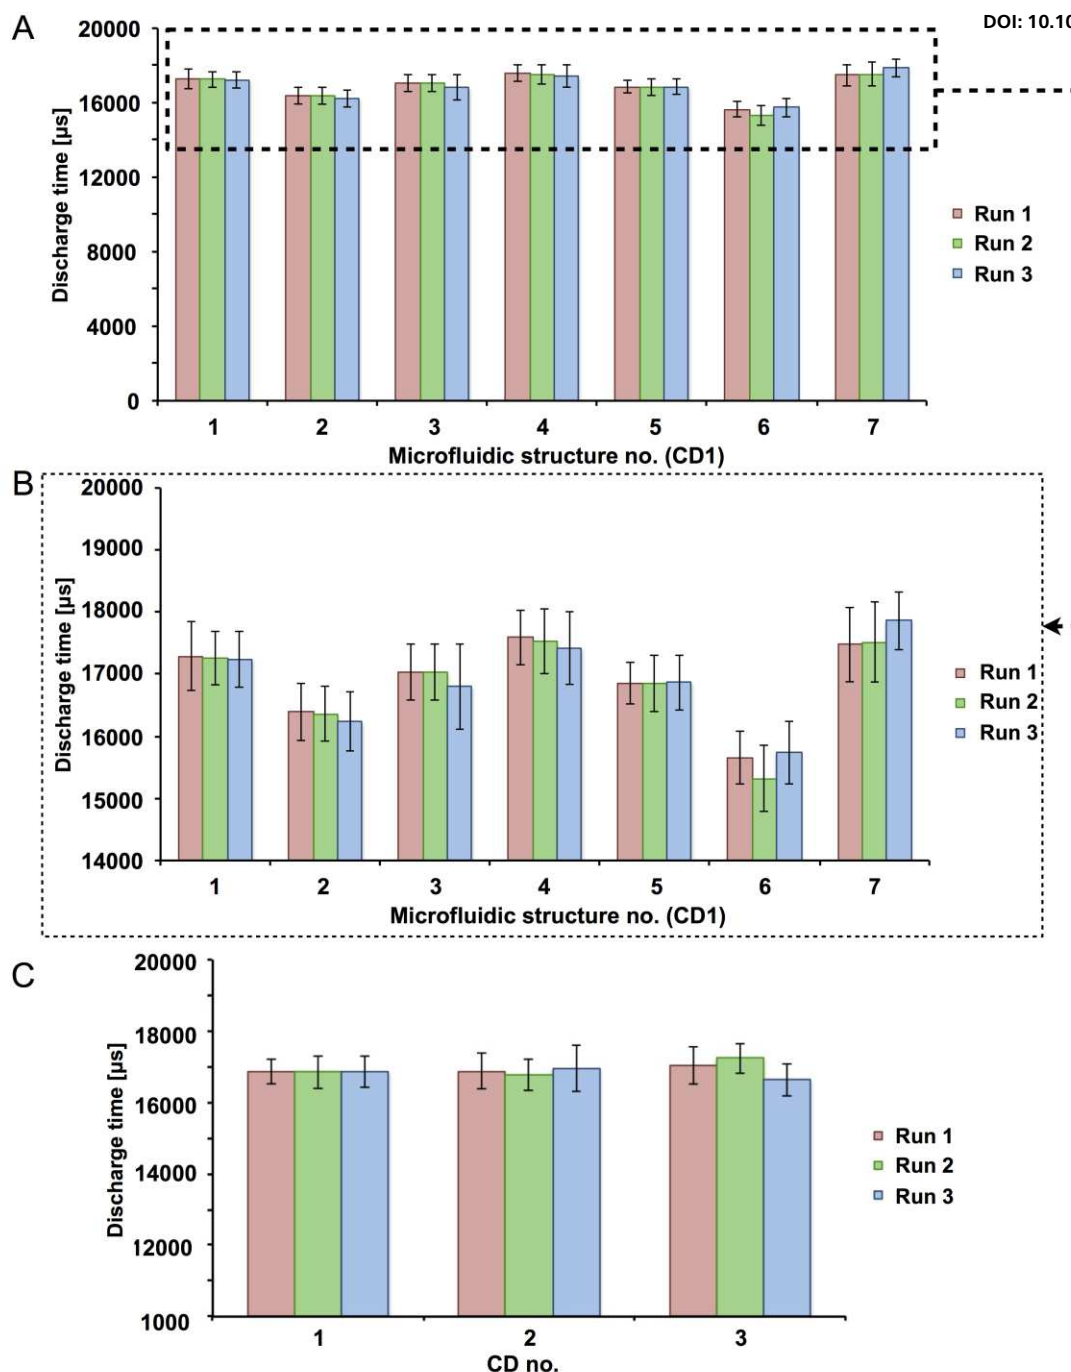 DOI: 10.10
A
20000
16000
12000
8000
4000
0
Discharge time [µs]
1 2 3 4 5 6 7
Microfluidic structure no. (CD1)
Run 1
Run 2
Run 3
B
20000
19000
18000
17000
16000
15000
14000
Discharge time [µs]
1 2 3 4 5 6 7
Microfluidic structure no. (CD1)
Run 1
Run 2
Run 3
C
20000
18000
16000
14000
12000
1000
Discharge time [µs]
1 2 3
CD no.
Run 1
Run 2
Run 3